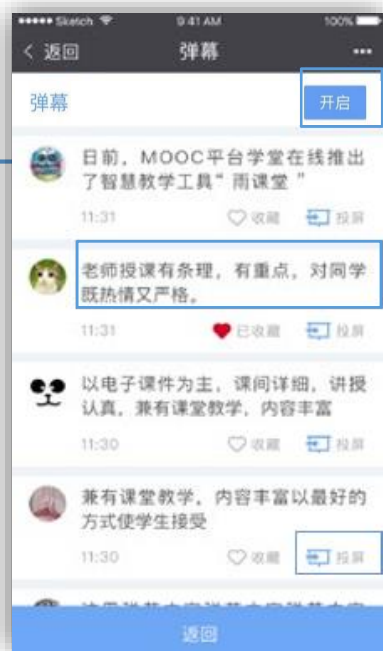 Sketch 9:41 AM 100%
返回 弹幕
弹幕 开启
日前，MOOC平台学堂在线推出
了智慧教学工具“雨课堂”
11:31 收藏 投屏
老师授课有条理，有重点，对同学
既热情又严格。
11:31 已收藏 投屏
以电子课件为主，课间详细，讲授
认真，兼有课堂教学，内容丰富
11:30 收藏 投屏
兼有课堂教学，内容丰富以最好的
方式使学生接受
11:30 收藏 投屏
返回